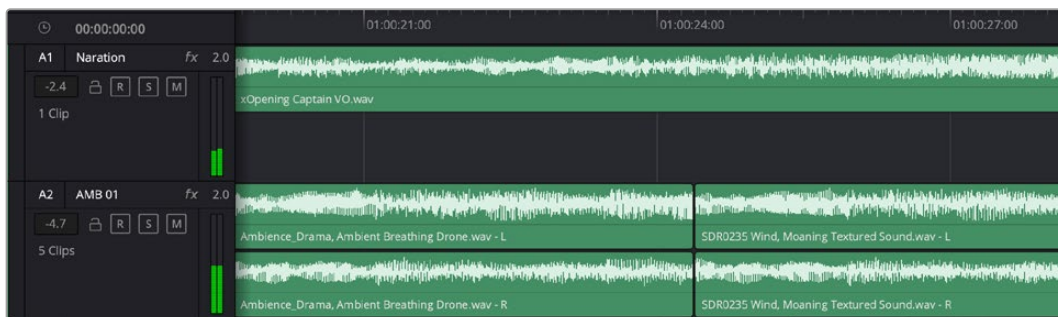 00:00:00:00 01:00:21:00 01:00:24:00 01:00:27:00
A1 Naration fx 2.0
-2.4 R S M
xOpening Captain VO.wav
1 Clip
A2 AMB 01 fx 2.0
-4.7 R S M
Ambience_Drama, Ambient Breathing Drone.wav - L SDR0235 Wind, Moaning Textured Sound.wav - L
5 Clips
Ambience_Drama, Ambient Breathing Drone.wav - R SDR0235 Wind, Moaning Textured Sound.wav - R